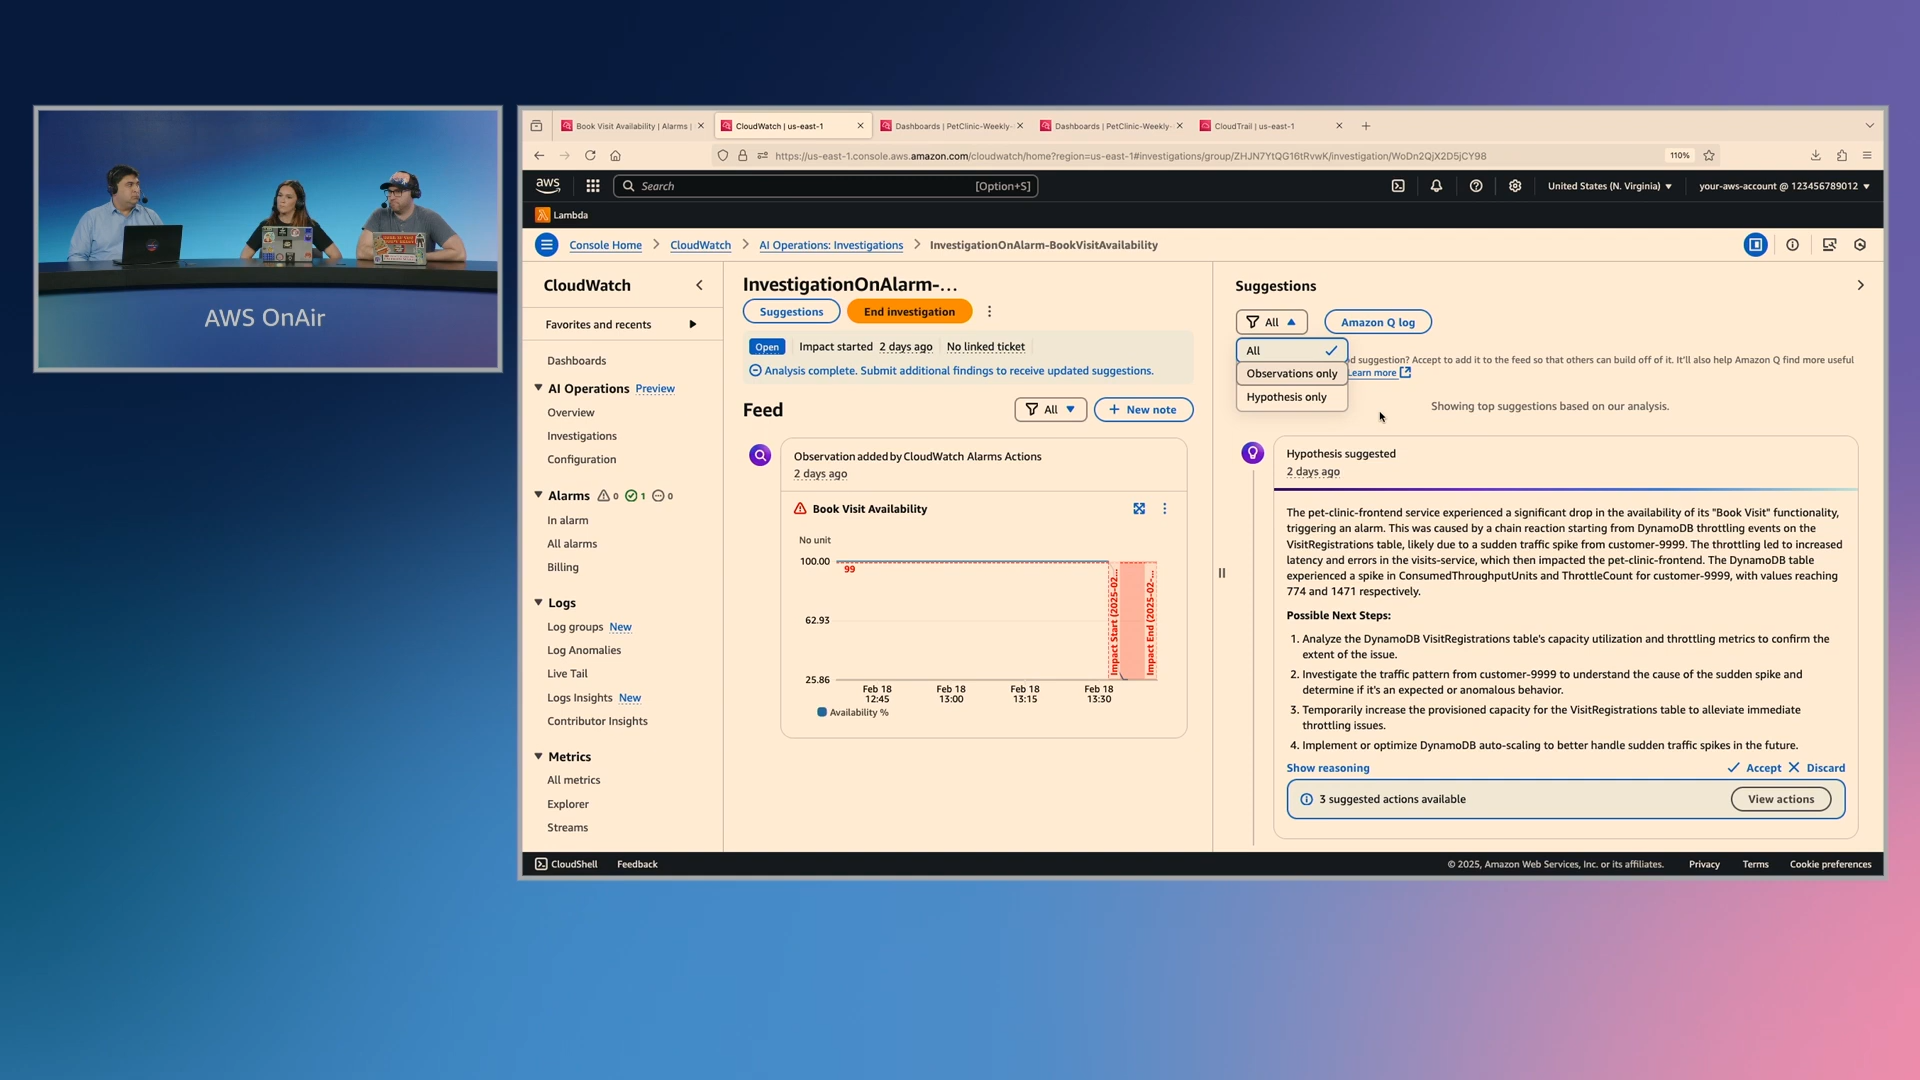 AWS OnAir
Book Visit Availability | Alarms |
CloudWatch | us-east-1
Dashboards | PetClinic-Weekly-
Dashboards | PetClinic-Weekly-
CloudTrail | us-east-1
https://us-east-1.console.aws.amazon.com/cloudwatch/home?region=us-east-1#investigations/group/ZHJN7YtQG16tRvwK/investigation/WoDn2QjX2D5jCY98
110%
aws
Search
[Option+S]
United States (N. Virginia)
your-aws-account @ 123456789012
Lambda
Console Home
CloudWatch
AI Operations: Investigations
InvestigationOnAlarm-BookVisitAvailability
CloudWatch
Favorites and recents
Dashboards
AI Operations Preview
Overview
Investigations
Configuration
Alarms 0 1 0
In alarm
All alarms
Billing
Logs
Log groups New
Log Anomalies
Live Tail
Logs Insights New
Contributor Insights
Metrics
All metrics
Explorer
Streams
InvestigationOnAlarm-...
Suggestions
End investigation
Open
Impact started 2 days ago
No linked ticket
Analysis complete. Submit additional findings to receive updated suggestions.
Feed
All
+ New note
Observation added by CloudWatch Alarms Actions
2 days ago
Book Visit Availability
No unit
100.00
99
62.93
25.86
Impact Start (2025-02...
Impact End (2025-02-...
Feb 18 12:45
Feb 18 13:00
Feb 18 13:15
Feb 18 13:30
Availability %
Suggestions
All
Amazon Q log
All
Observations only
Hypothesis only
d suggestion? Accept to add it to the feed so that others can build off of it. It'll also help Amazon Q find more useful
Learn more
Showing top suggestions based on our analysis.
Hypothesis suggested
2 days ago
The pet-clinic-frontend service experienced a significant drop in the availability of its "Book Visit" functionality,
triggering an alarm. This was caused by a chain reaction starting from DynamoDB throttling events on the
VisitRegistrations table, likely due to a sudden traffic spike from customer-9999. The throttling led to increased
latency and errors in the visits-service, which then impacted the pet-clinic-frontend. The DynamoDB table
experienced a spike in ConsumedThroughputUnits and ThrottleCount for customer-9999, with values reaching
774 and 1471 respectively.
Possible Next Steps:
1. Analyze the DynamoDB VisitRegistrations table's capacity utilization and throttling metrics to confirm the
extent of the issue.
2. Investigate the traffic pattern from customer-9999 to understand the cause of the sudden spike and
determine if it's an expected or anomalous behavior.
3. Temporarily increase the provisioned capacity for the VisitRegistrations table to alleviate immediate
throttling issues.
4. Implement or optimize DynamoDB auto-scaling to better handle sudden traffic spikes in the future.
Show reasoning
Accept
Discard
3 suggested actions available
View actions
CloudShell
Feedback
© 2025, Amazon Web Services, Inc. or its affiliates.
Privacy
Terms
Cookie preferences